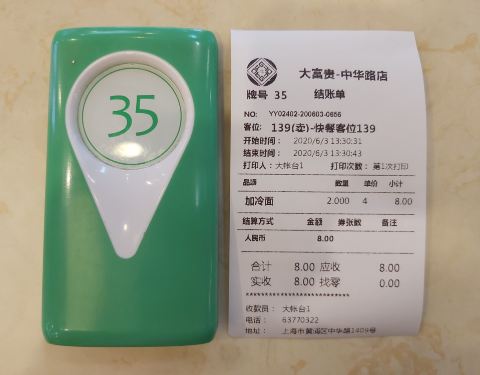 35
大富贵-中华路店
牌号 35 结账单
NO: YY02402-200603-0656
客位: 139(卖)-快餐客位139
开始时间: 2020/6/3 13:30:31
结束时间: 2020/6/3 13:30:43
打印人: 大帐台1 打印次数: 第1次打印
品项 数量 单价 小计
加冷面 2.000 4 8.00
结算方式 金额 券张数 备注
人民币 8.00
合计 8.00 应收 8.00
实收 8.00 找零 0.00
********************
收款员: 大帐台1
电话: 63770322
地址: 上海市黄浦区中华路1409号